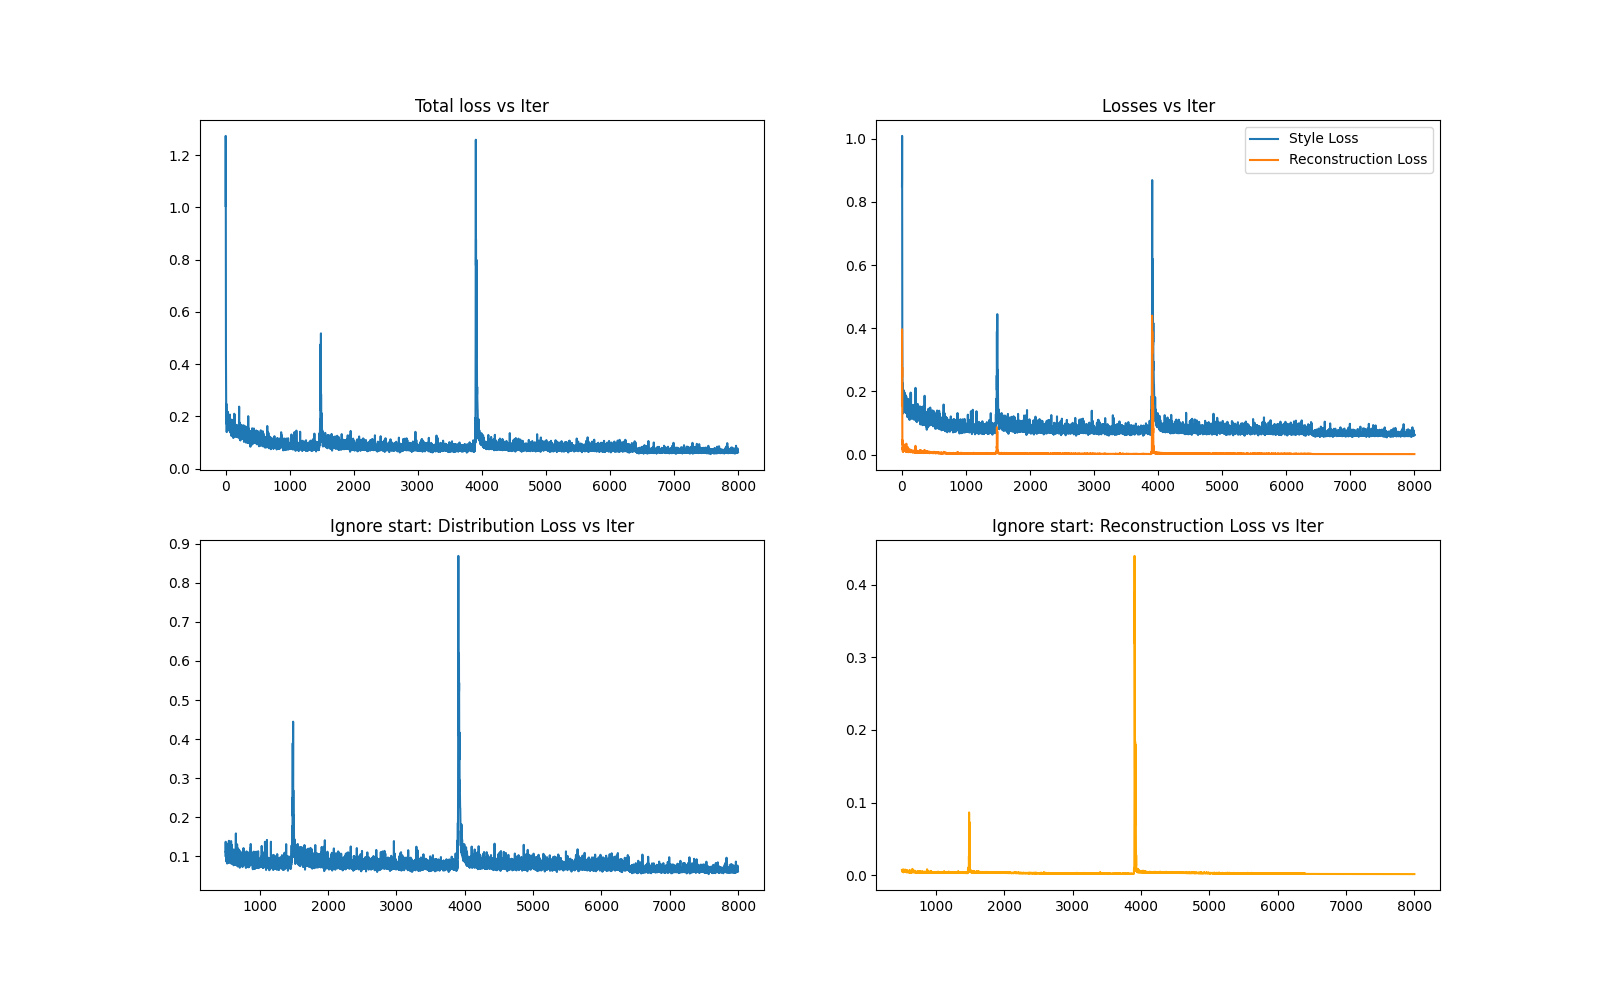 Total loss vs Iter
1.2
1.0
0.8
0.6
0.4
0.2
0.0
0 1000 2000 3000 4000 5000 6000 7000 8000
Losses vs Iter
Style Loss
Reconstruction Loss
1.0
0.8
0.6
0.4
0.2
0.0
0 1000 2000 3000 4000 5000 6000 7000 8000
Ignore start: Distribution Loss vs Iter
0.9
0.8
0.7
0.6
0.5
0.4
0.3
0.2
0.1
1000 2000 3000 4000 5000 6000 7000 8000
Ignore start: Reconstruction Loss vs Iter
0.4
0.3
0.2
0.1
0.0
1000 2000 3000 4000 5000 6000 7000 8000